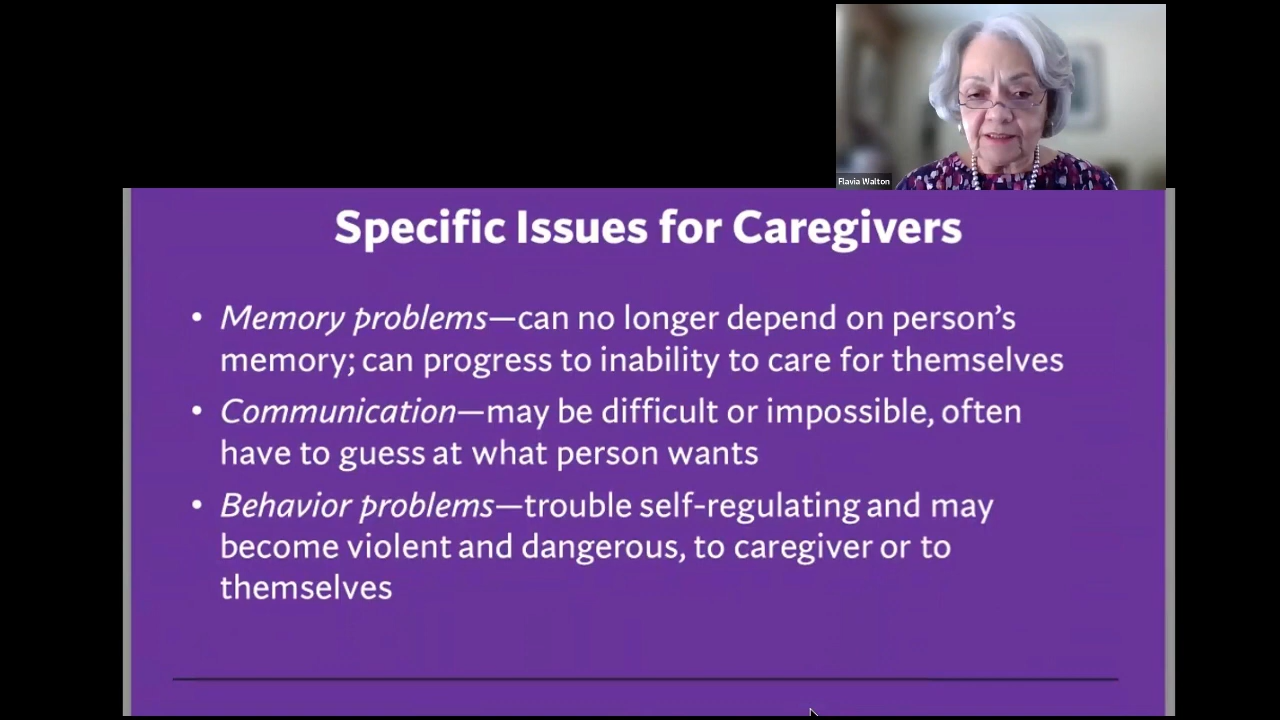 Flavia Walton
Specific Issues for Caregivers
• Memory problems—can no longer depend on person’s
memory; can progress to inability to care for themselves
• Communication—may be difficult or impossible, often
have to guess at what person wants
• Behavior problems—trouble self-regulating and may
become violent and dangerous, to caregiver or to
themselves